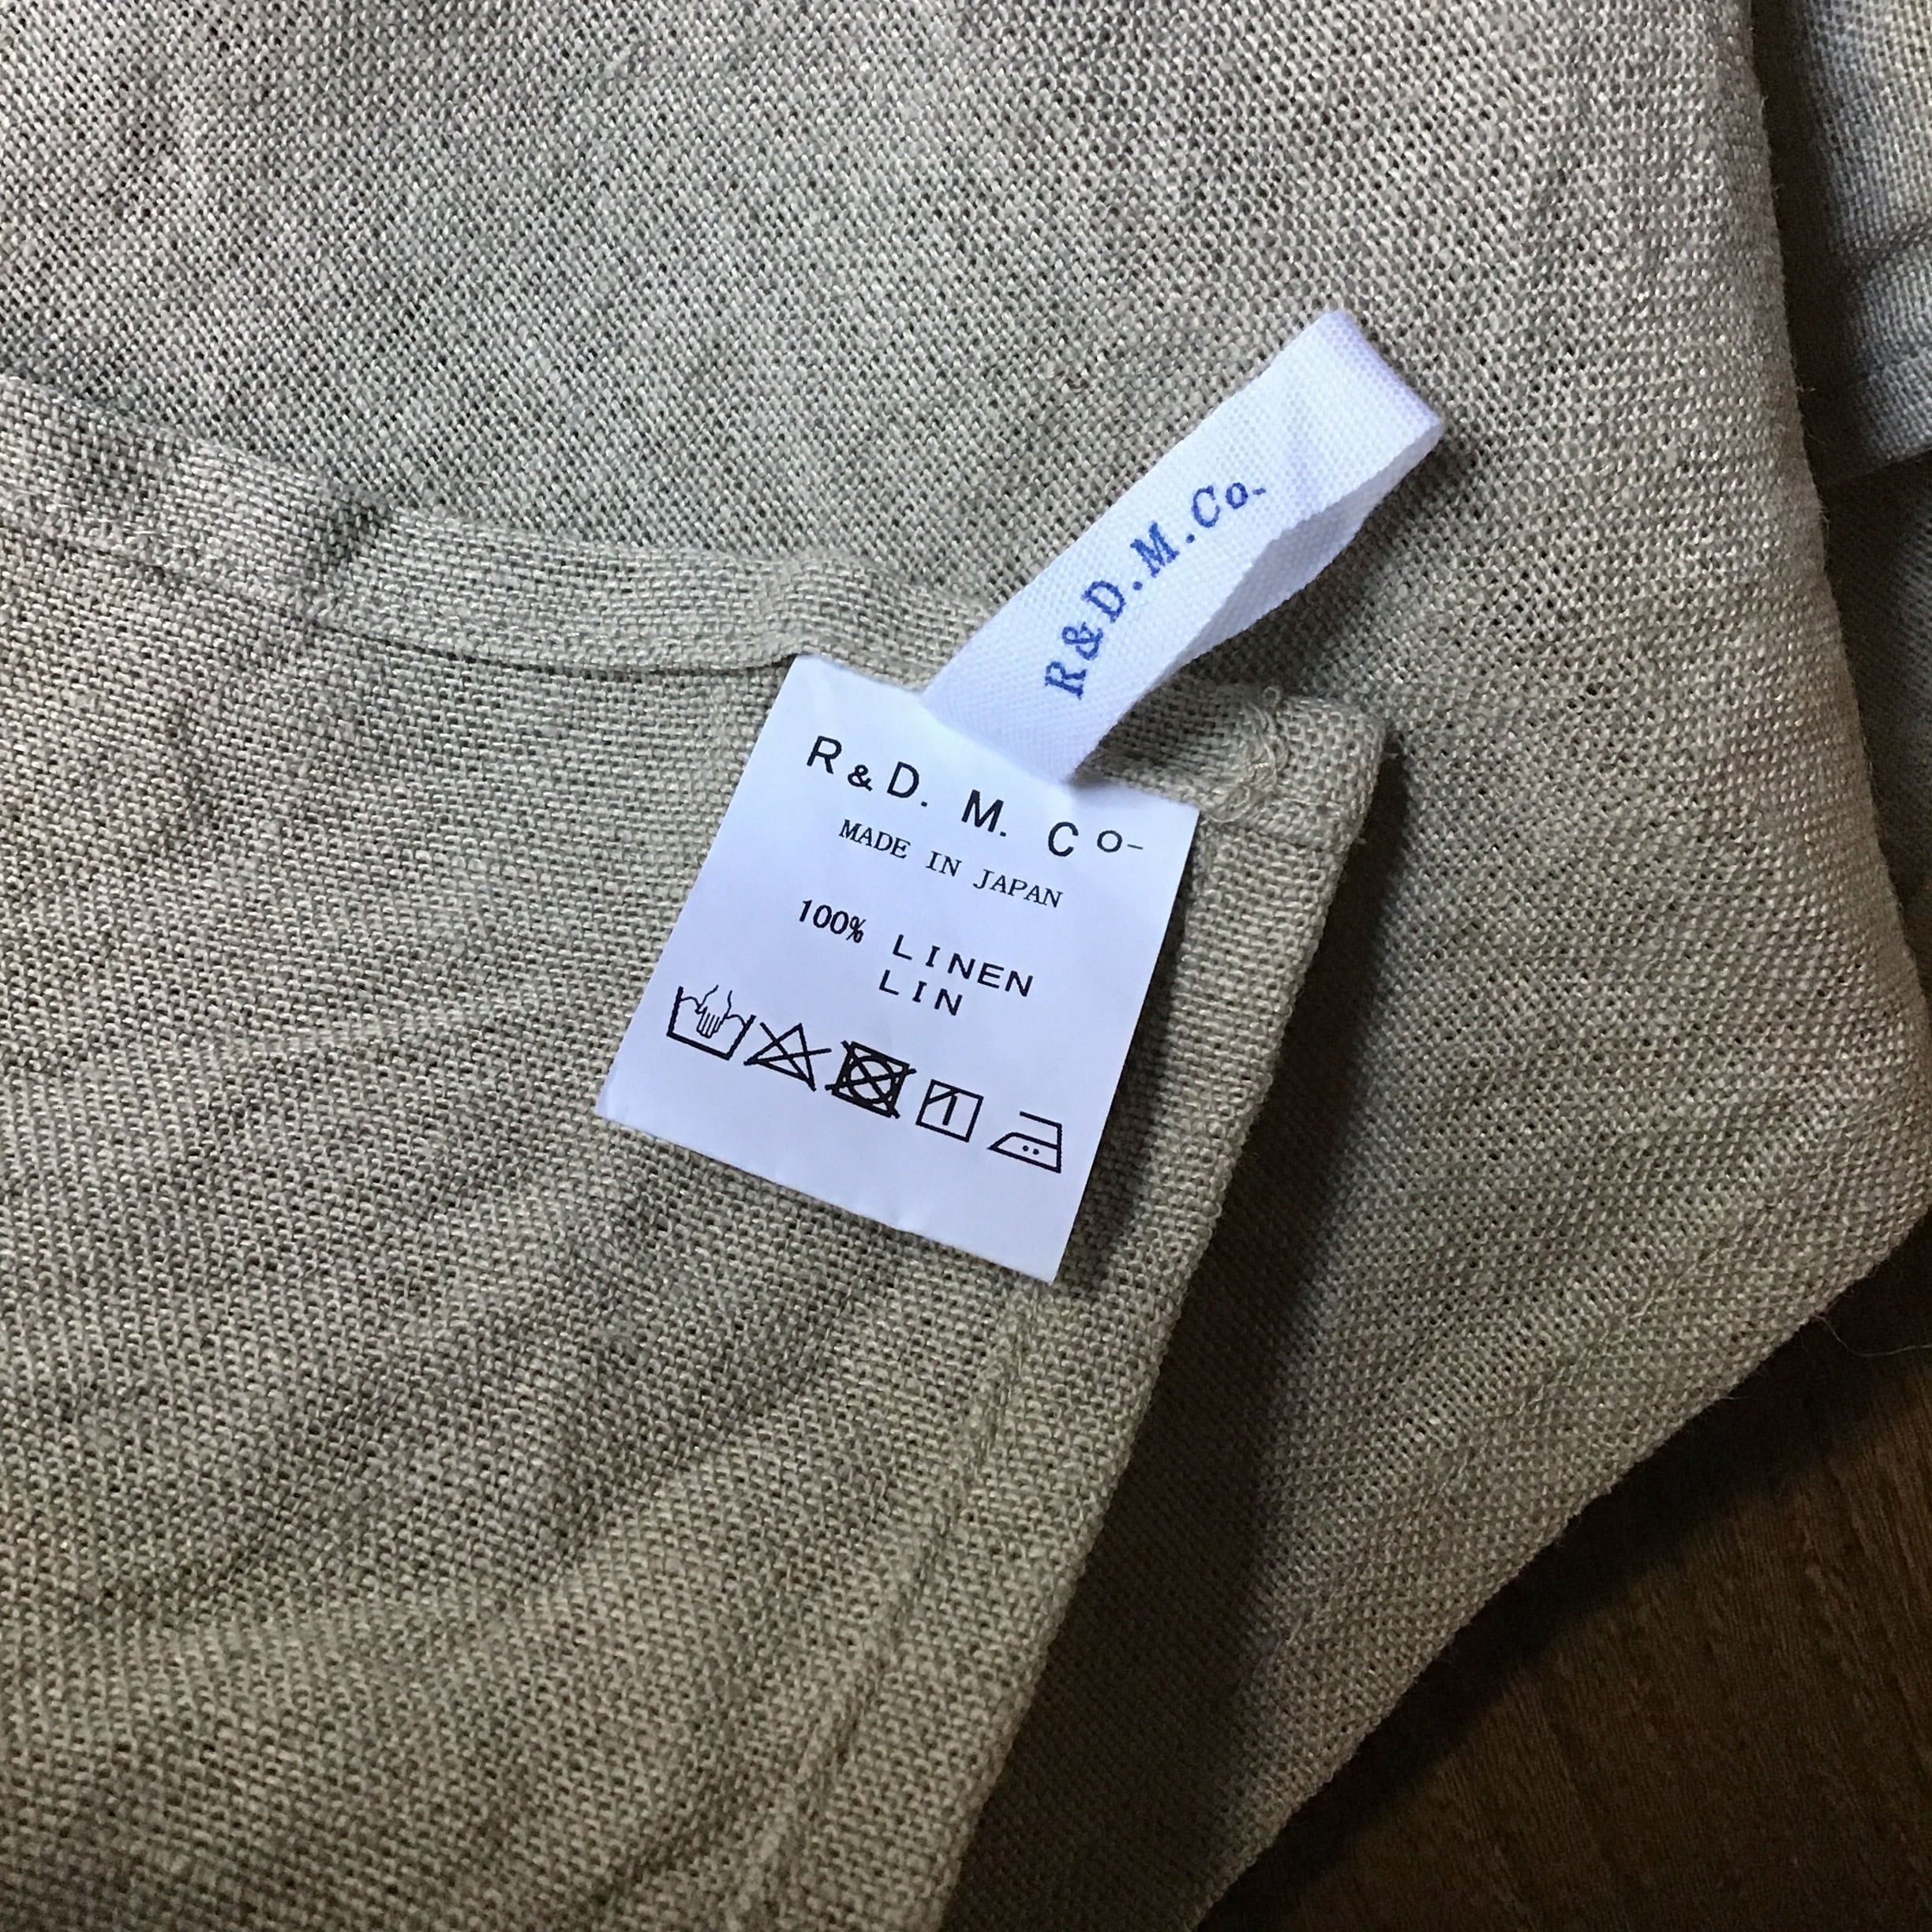 R&D.M.Co-
R&D. M. Co-
MADE IN JAPAN
100% LINEN
LIN